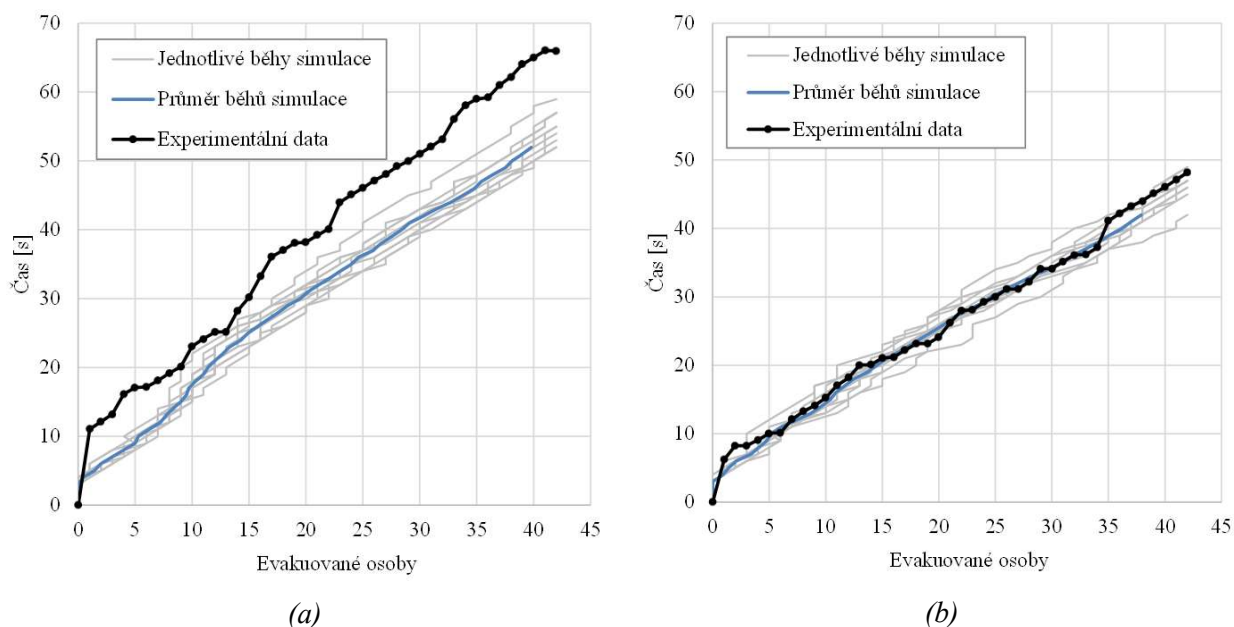 70
60
50
40
30
20
10
0
Čas [s]
Jednotlivé běhy simulace
Průměr běhů simulace
Experimentální data
0 5 10 15 20 25 30 35 40 45
Evakuované osoby
(a)
70
60
50
40
30
20
10
0
Čas [s]
Jednotlivé běhy simulace
Průměr běhů simulace
Experimentální data
0 5 10 15 20 25 30 35 40 45
Evakuované osoby
(b)